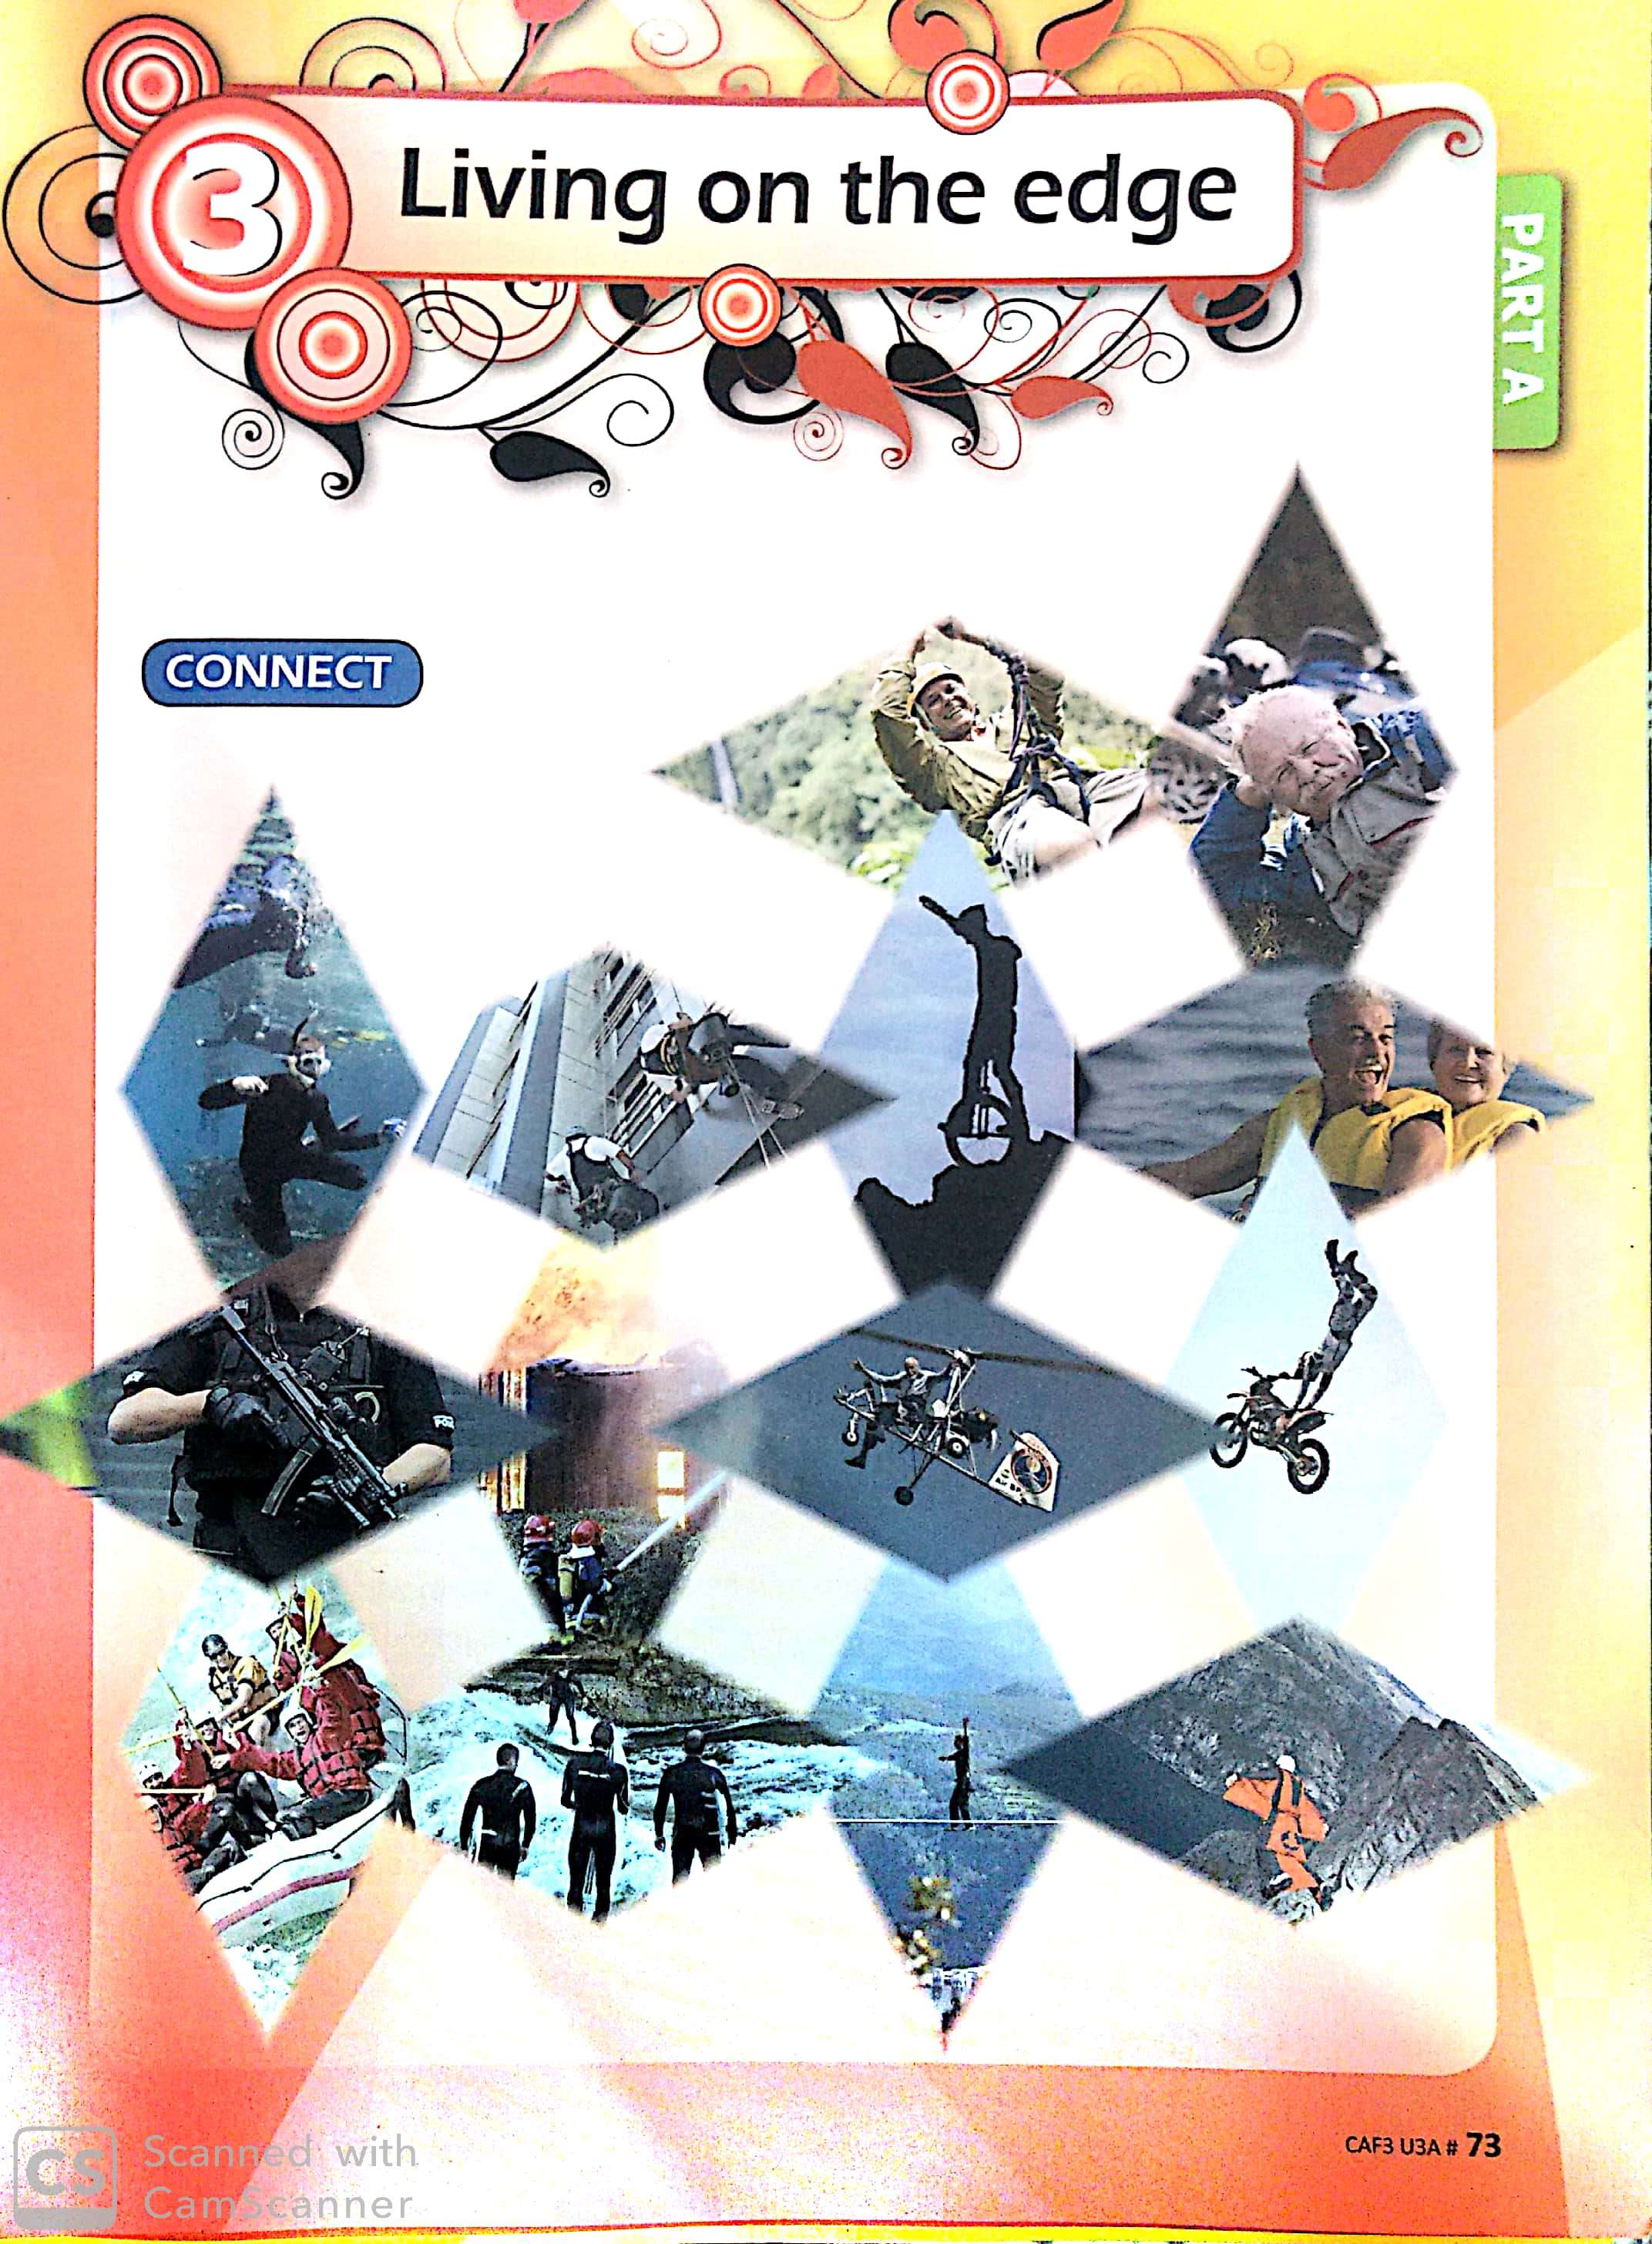 3 Living on the edge
PART A
CONNECT
CAF3 U3A # 73
CS Scanned with
CamScanner